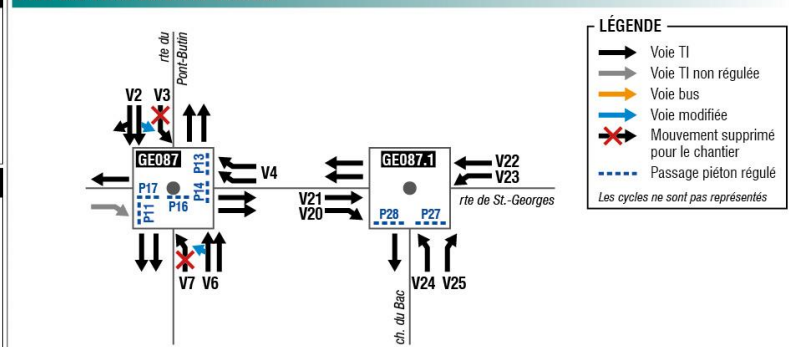 LÉGENDE
Voie TI
Voie TI non régulée
Voie bus
Voie modifiée
Mouvement supprimé
pour le chantier
Passage piéton régulé
Les cycles ne sont pas représentés
rte du
Pont-Butin
V2 V3
GE087
P13
V4
P17
P14
P11
P16
V7 V6
GE087.1
V22
V23
rte de St.-Georges
V21
V20
P28 P27
V24 V25
ch. du Bac